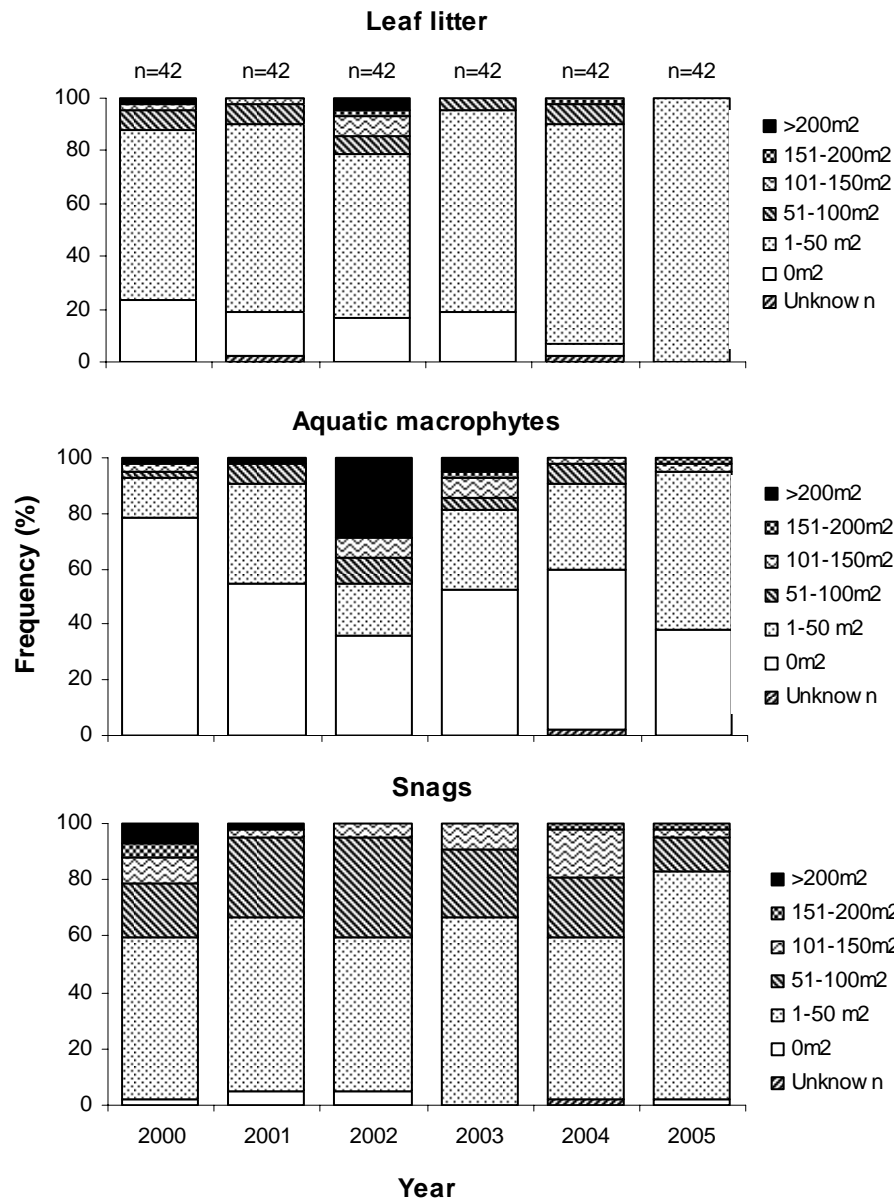 Leaf litter
n=42 n=42 n=42 n=42 n=42 n=42
100
80
60
40
20
0
>200m2
151-200m2
101-150m2
51-100m2
1-50 m2
0m2
Unknow n
Aquatic macrophytes
Frequency (%)
100
80
60
40
20
0
>200m2
151-200m2
101-150m2
51-100m2
1-50 m2
0m2
Unknow n
Snags
100
80
60
40
20
0
>200m2
151-200m2
101-150m2
51-100m2
1-50 m2
0m2
Unknow n
2000 2001 2002 2003 2004 2005
Year